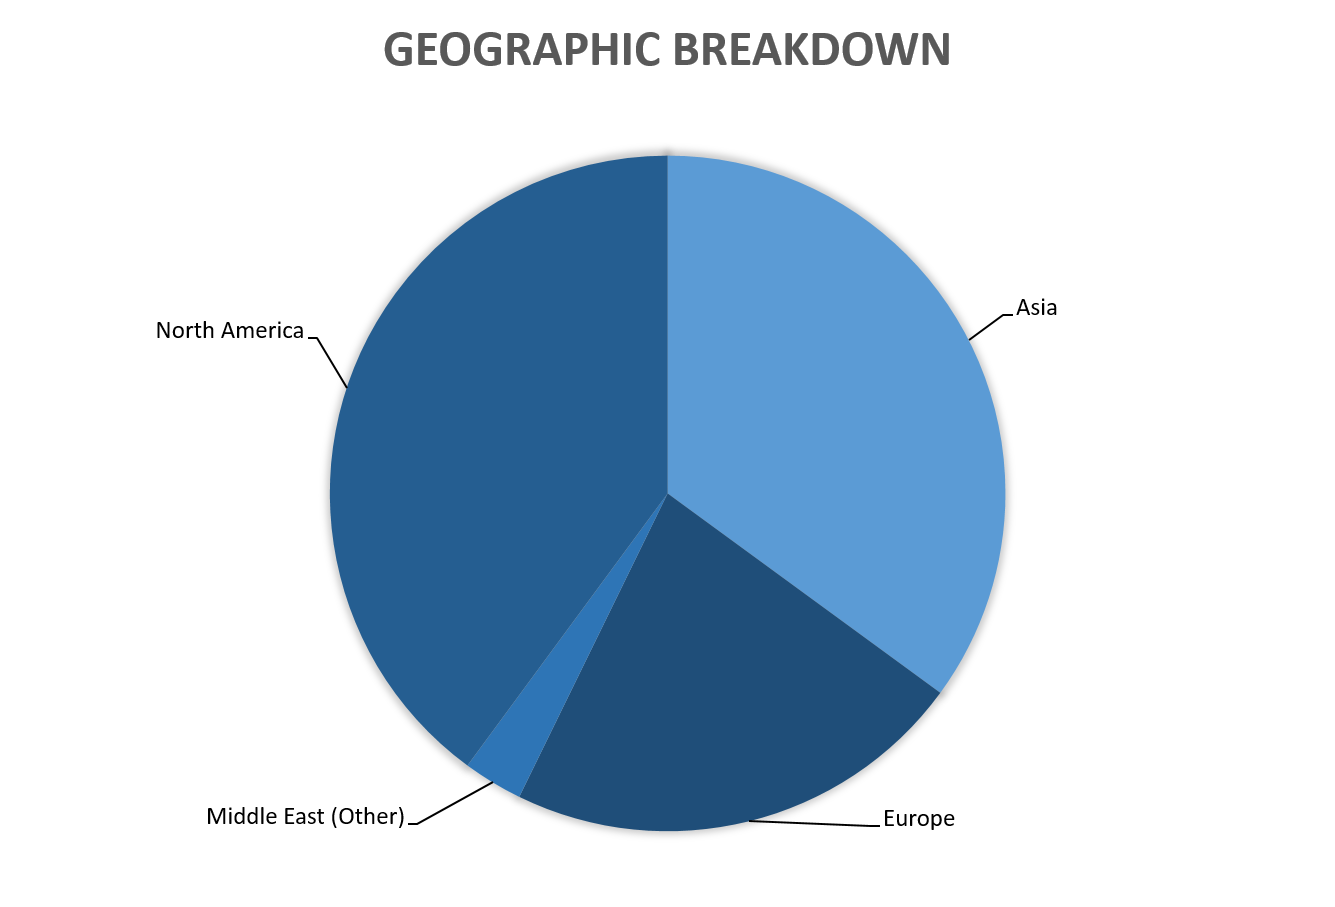 GEOGRAPHIC BREAKDOWN
Asia
North America
Middle East (Other)
Europe